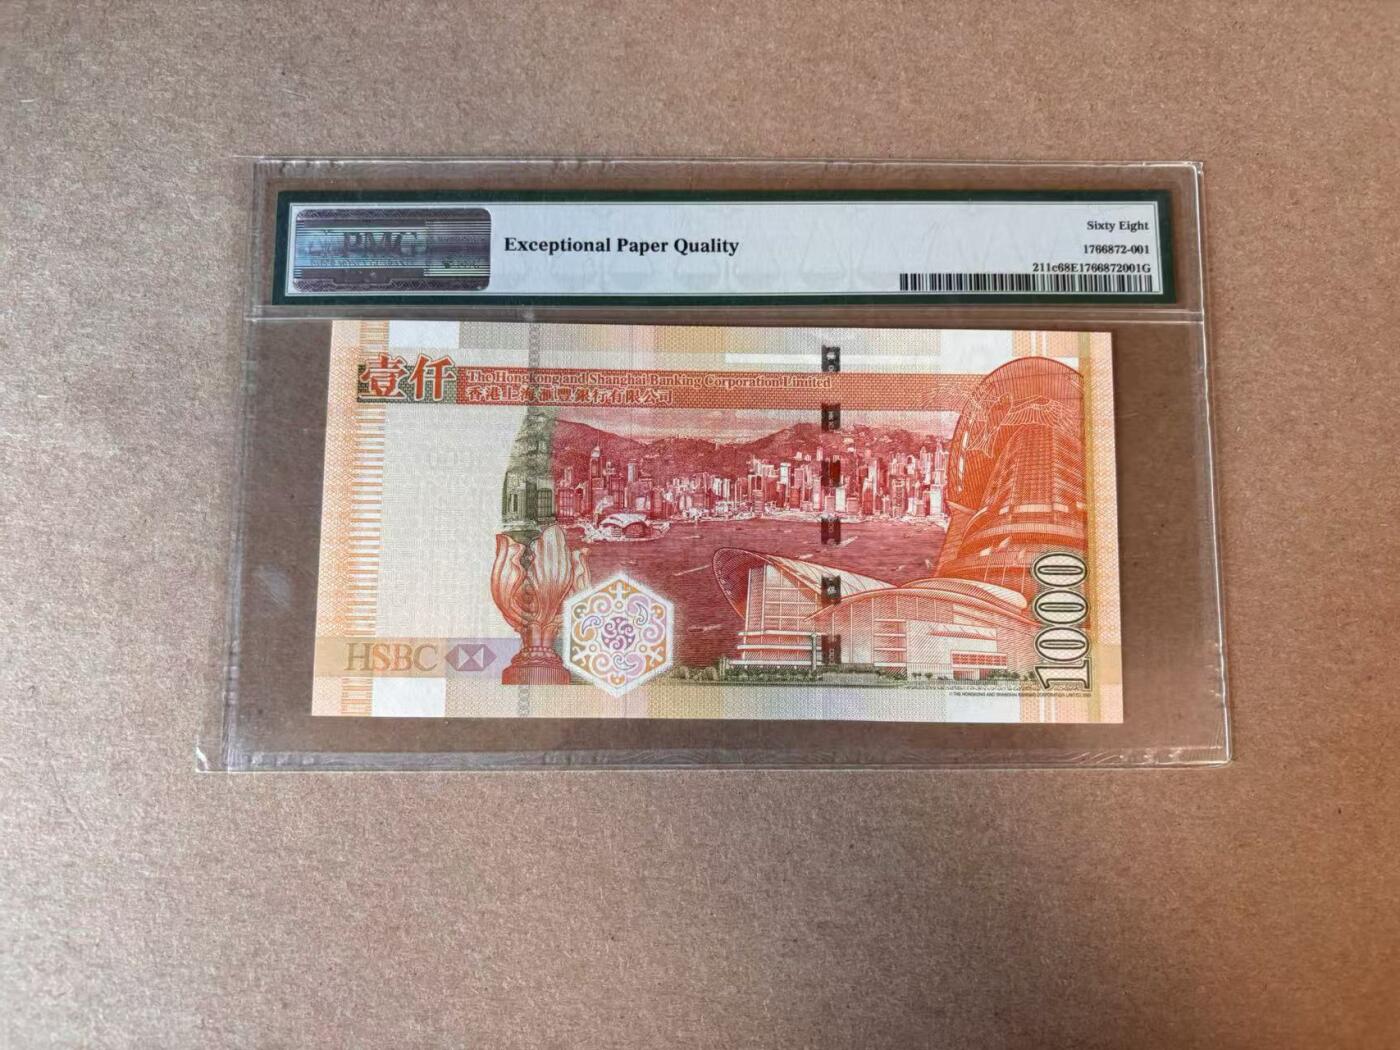 PMG
Exceptional Paper Quality
Sixty Eight
1766872-001
211c68E1766872001G
壹仟
The Hongkong and Shanghai Banking Corporation Limited
香港上海滙豐銀行有限公司
HSBC
1000